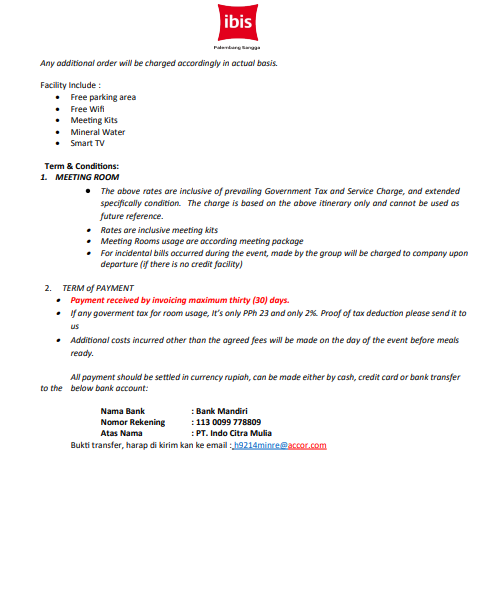 ibis
Palembang Sangga
Any additional order will be charged accordingly in actual basis.
Facility Include :
• Free parking area
• Free Wifi
• Meeting Kits
• Mineral Water
• Smart TV
Term & Conditions:
1. MEETING ROOM
• The above rates are inclusive of prevailing Government Tax and Service Charge, and extended
specifically condition. The charge is based on the above itinerary only and cannot be used as
future reference.
• Rates are inclusive meeting kits
• Meeting Rooms usage are according meeting package
• For incidental bills occurred during the event, made by the group will be charged to company upon
departure (if there is no credit facility)
2. TERM of PAYMENT
• Payment received by invoicing maximum thirty (30) days.
• If any goverment tax for room usage, It's only PPh 23 and only 2%. Proof of tax deduction please send it to
us
• Additional costs incurred other than the agreed fees will be made on the day of the event before meals
ready.
All payment should be settled in currency rupiah, can be made either by cash, credit card or bank transfer
to the below bank account:
Nama Bank : Bank Mandiri
Nomor Rekening : 113 0099 778809
Atas Nama : PT. Indo Citra Mulia
Bukti transfer, harap di kirim kan ke email : h9214minre@accor.com